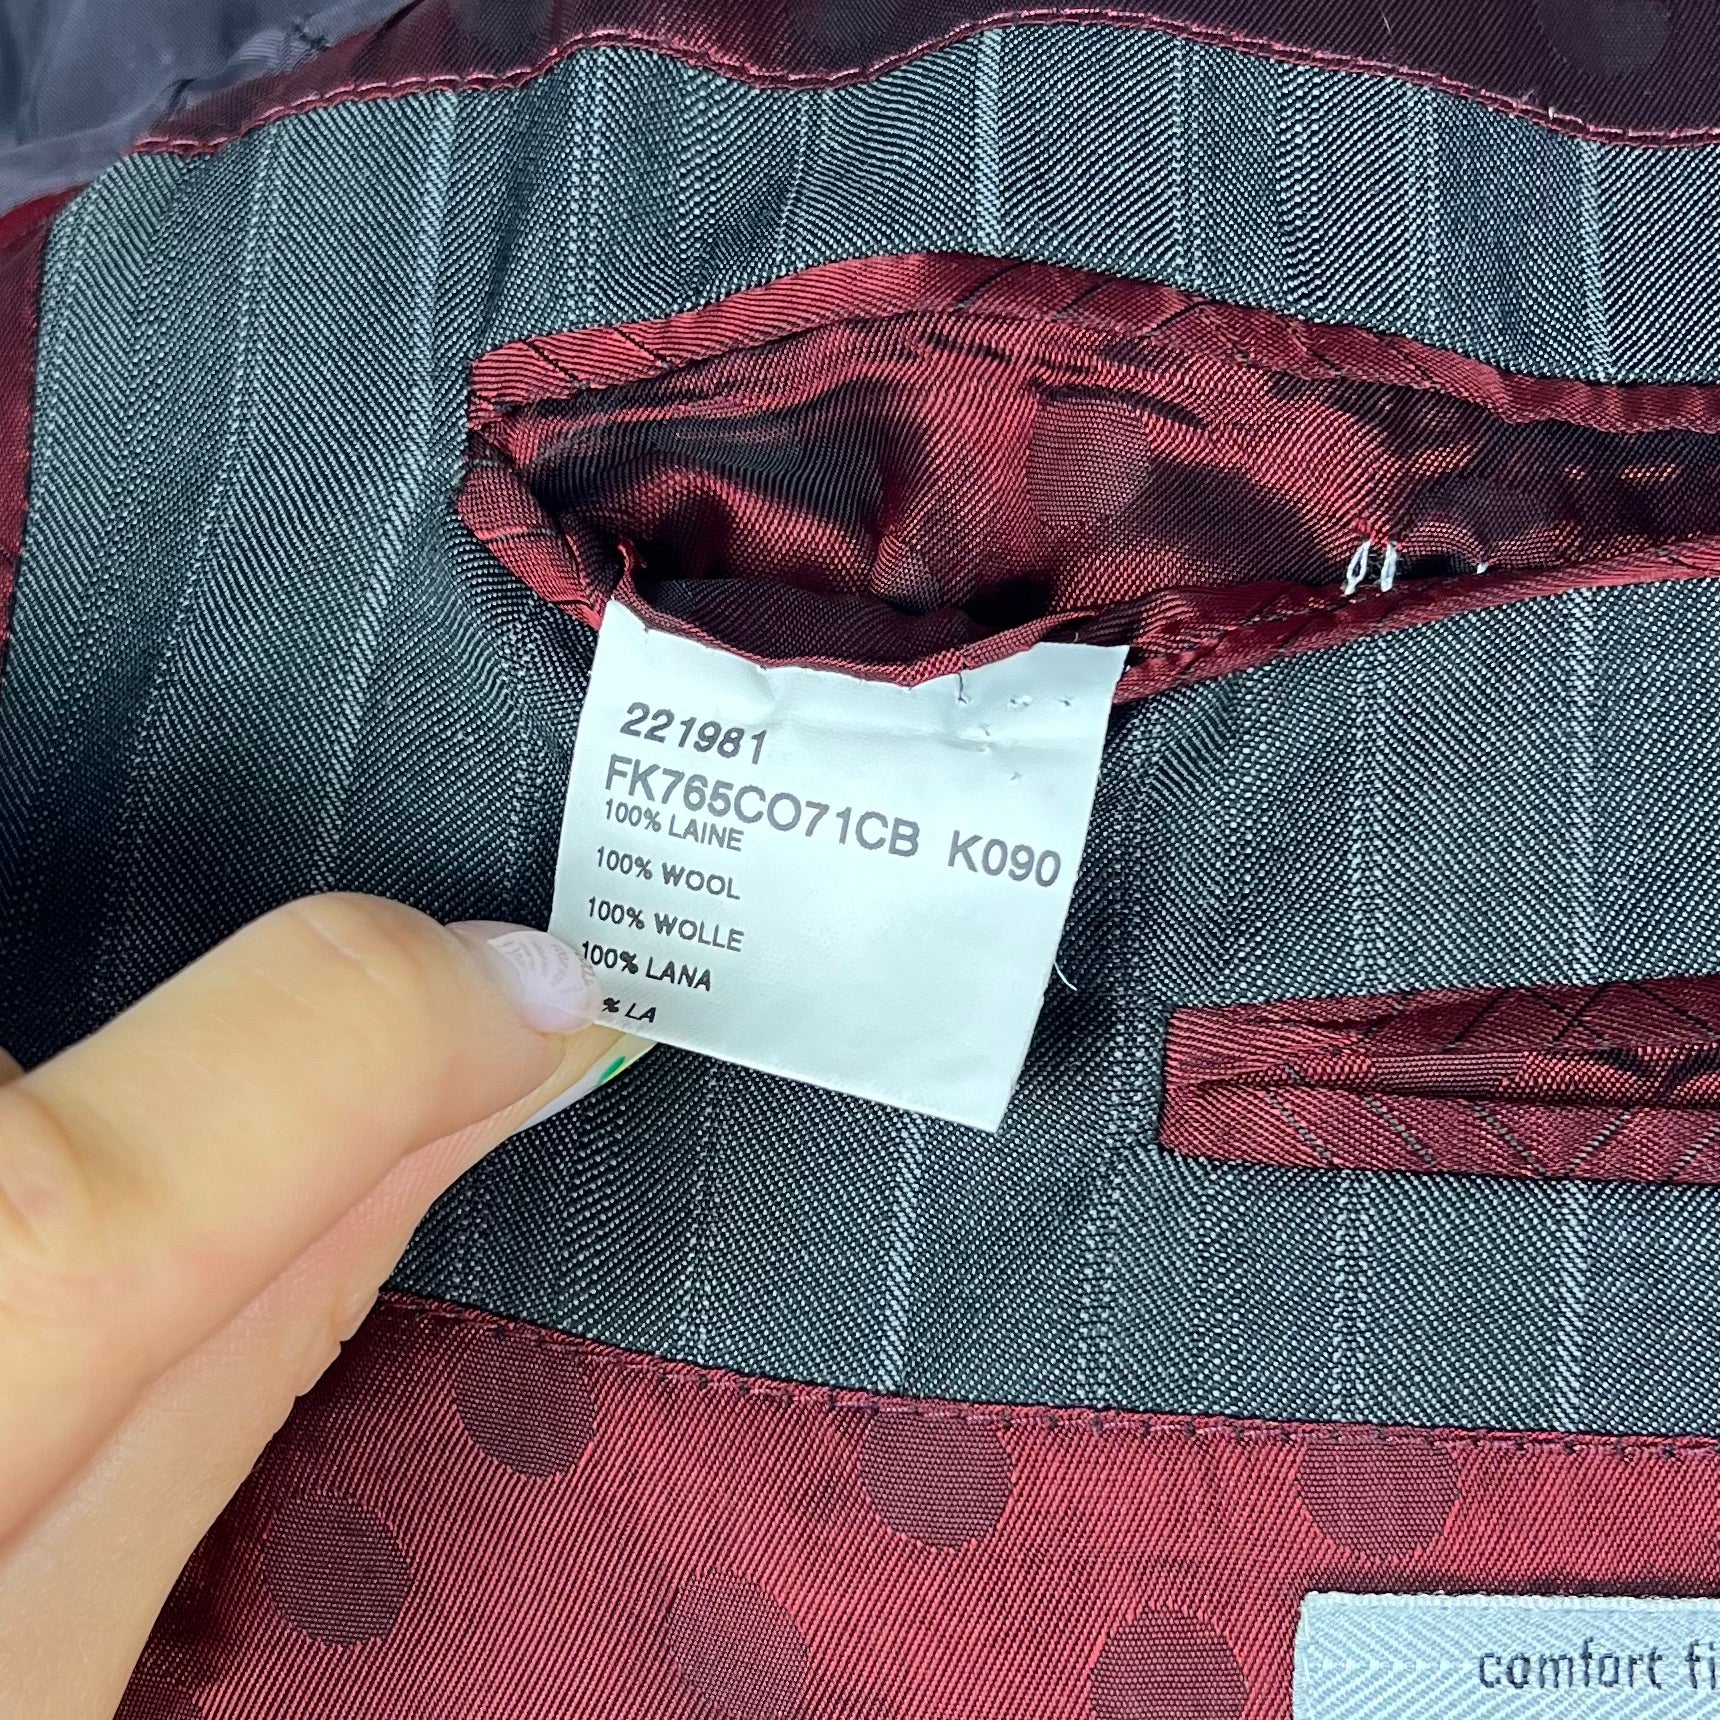 221981
FK765CO71CB K090
100% LAINE
100% WOOL
100% WOLLE
100% LANA
% LA
comfort fi